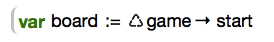 var board := ♺ game → start